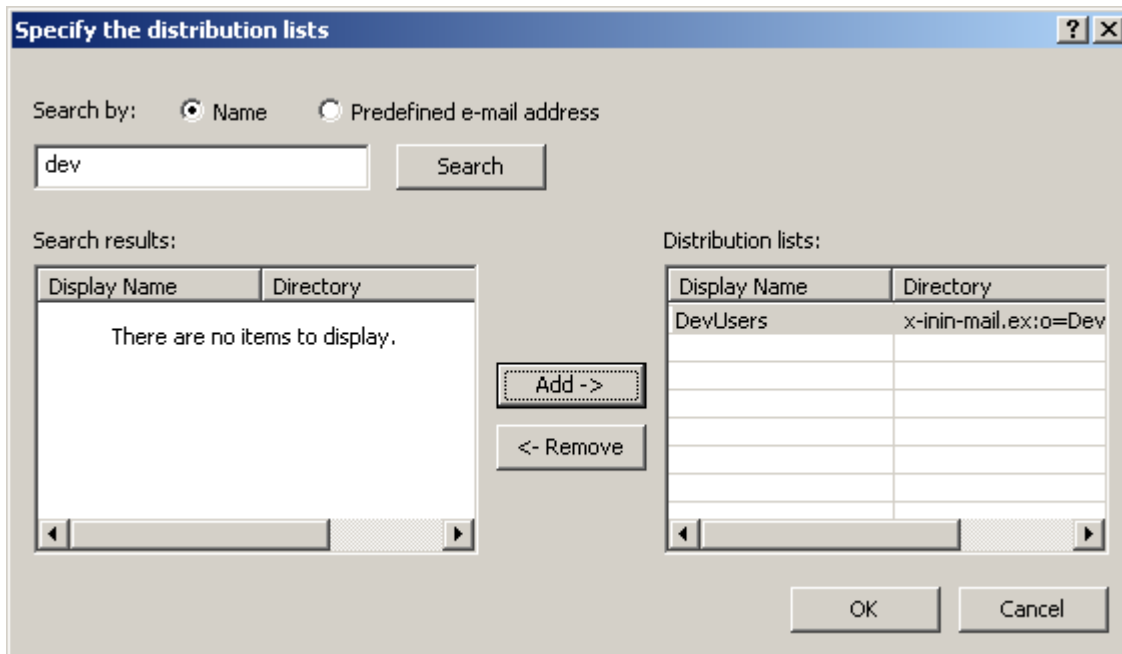 Specify the distribution lists
Search by: Name Predefined e-mail address
dev Search
Search results: Distribution lists:
Display Name Directory Display Name Directory
There are no items to display. DevUsers x-inin-mail.ex:o=Dev
Add ->
<- Remove
OK Cancel